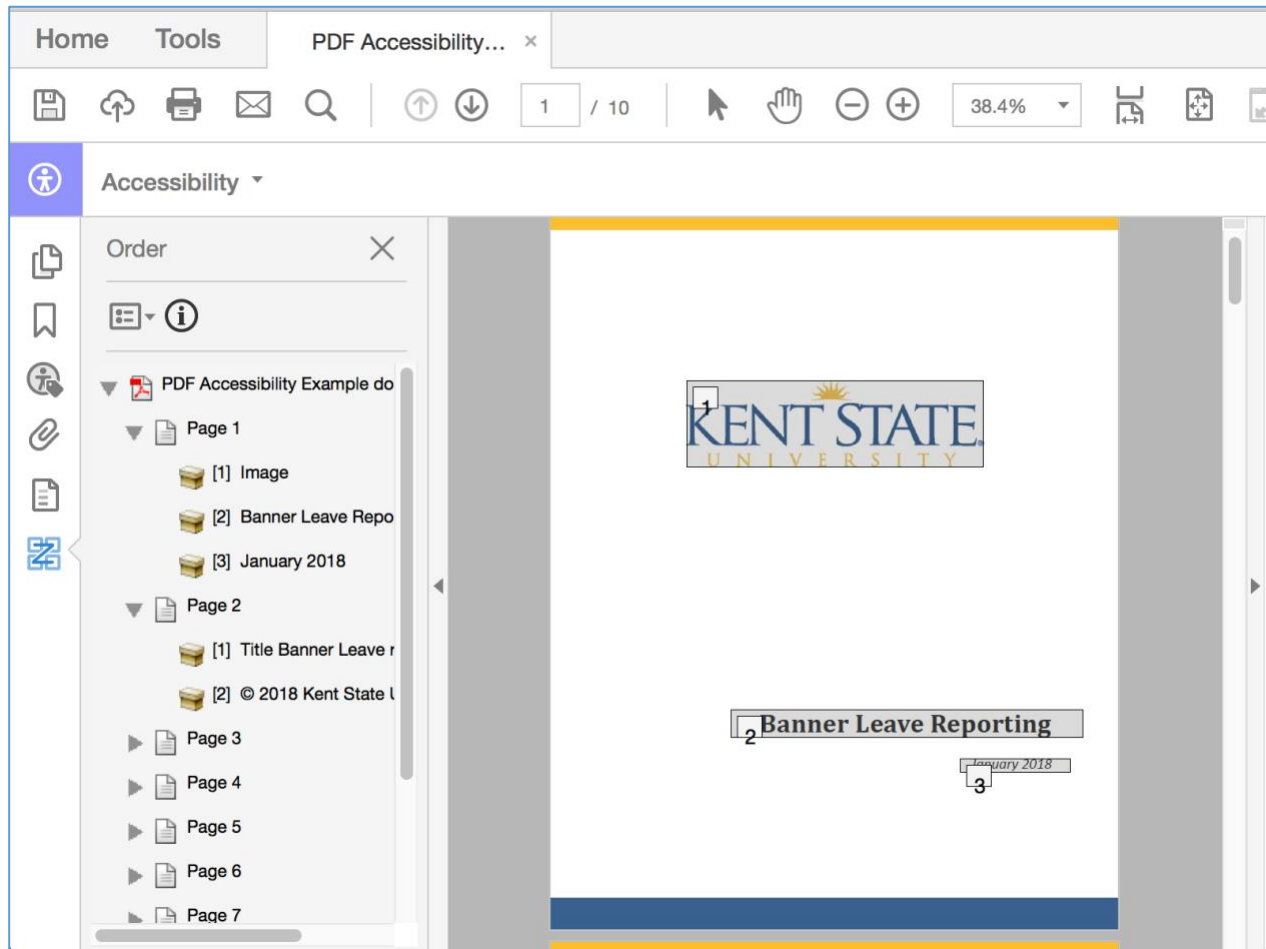 Home Tools PDF Accessibility... ×
1 / 10 38.4%
Accessibility
Order
PDF Accessibility Example do
Page 1
[1] Image
[2] Banner Leave Repo
[3] January 2018
Page 2
[1] Title Banner Leave r
[2] © 2018 Kent State U
Page 3
Page 4
Page 5
Page 6
Page 7
1
KENT STATE
UNIVERSITY
2 Banner Leave Reporting
January 2018
3